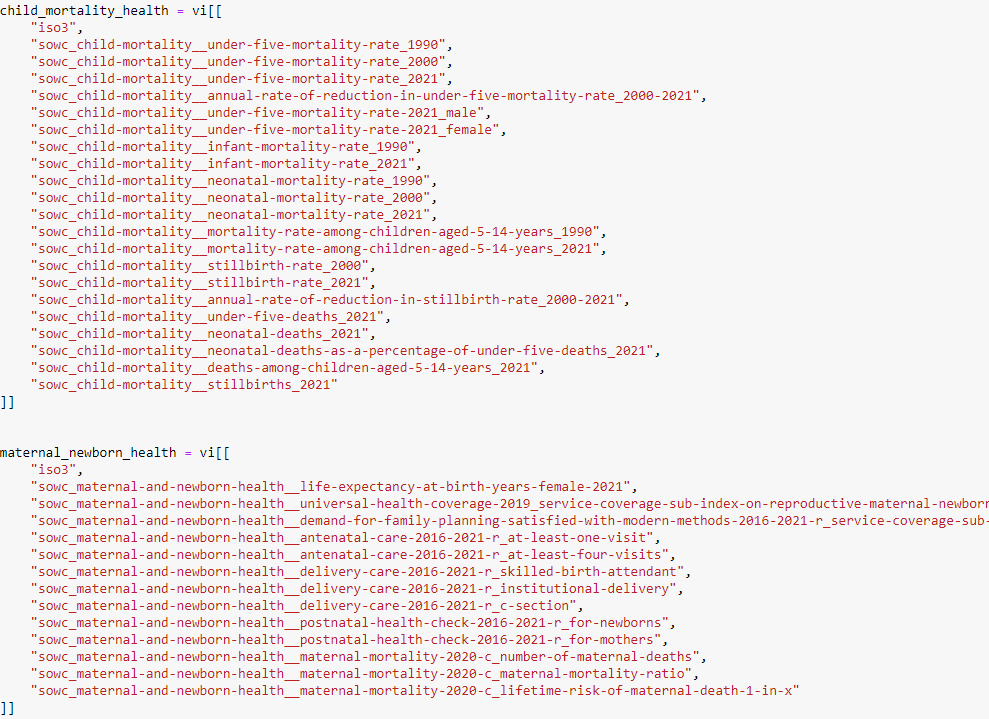 child_mortality_health = vi[[
    "iso3",
    "sowc_child-mortality__under-five-mortality-rate_1990",
    "sowc_child-mortality__under-five-mortality-rate_2000",
    "sowc_child-mortality__under-five-mortality-rate_2021",
    "sowc_child-mortality__annual-rate-of-reduction-in-under-five-mortality-rate_2000-2021",
    "sowc_child-mortality__under-five-mortality-rate-2021_male",
    "sowc_child-mortality__under-five-mortality-rate-2021_female",
    "sowc_child-mortality__infant-mortality-rate_1990",
    "sowc_child-mortality__infant-mortality-rate_2021",
    "sowc_child-mortality__neonatal-mortality-rate_1990",
    "sowc_child-mortality__neonatal-mortality-rate_2000",
    "sowc_child-mortality__neonatal-mortality-rate_2021",
    "sowc_child-mortality__mortality-rate-among-children-aged-5-14-years_1990",
    "sowc_child-mortality__mortality-rate-among-children-aged-5-14-years_2021",
    "sowc_child-mortality__stillbirth-rate_2000",
    "sowc_child-mortality__stillbirth-rate_2021",
    "sowc_child-mortality__annual-rate-of-reduction-in-stillbirth-rate_2000-2021",
    "sowc_child-mortality__under-five-deaths_2021",
    "sowc_child-mortality__neonatal-deaths_2021",
    "sowc_child-mortality__neonatal-deaths-as-a-percentage-of-under-five-deaths_2021",
    "sowc_child-mortality__deaths-among-children-aged-5-14-years_2021",
    "sowc_child-mortality__stillbirths_2021"
]]
maternal_newborn_health = vi[[
    "iso3",
    "sowc_maternal-and-newborn-health__life-expectancy-at-birth-years-female-2021",
    "sowc_maternal-and-newborn-health__universal-health-coverage-2019_service-coverage-sub-index-on-reproductive-maternal-newborn
    "sowc_maternal-and-newborn-health__demand-for-family-planning-satisfied-with-modern-methods-2016-2021-r_service-coverage-sub-
    "sowc_maternal-and-newborn-health__antenatal-care-2016-2021-r_at-least-one-visit",
    "sowc_maternal-and-newborn-health__antenatal-care-2016-2021-r_at-least-four-visits",
    "sowc_maternal-and-newborn-health__delivery-care-2016-2021-r_skilled-birth-attendant",
    "sowc_maternal-and-newborn-health__delivery-care-2016-2021-r_institutional-delivery",
    "sowc_maternal-and-newborn-health__delivery-care-2016-2021-r_c-section",
    "sowc_maternal-and-newborn-health__postnatal-health-check-2016-2021-r_for-newborns",
    "sowc_maternal-and-newborn-health__postnatal-health-check-2016-2021-r_for-mothers",
    "sowc_maternal-and-newborn-health__maternal-mortality-2020-c_number-of-maternal-deaths",
    "sowc_maternal-and-newborn-health__maternal-mortality-2020-c_maternal-mortality-ratio",
    "sowc_maternal-and-newborn-health__maternal-mortality-2020-c_lifetime-risk-of-maternal-death-1-in-x"
]]